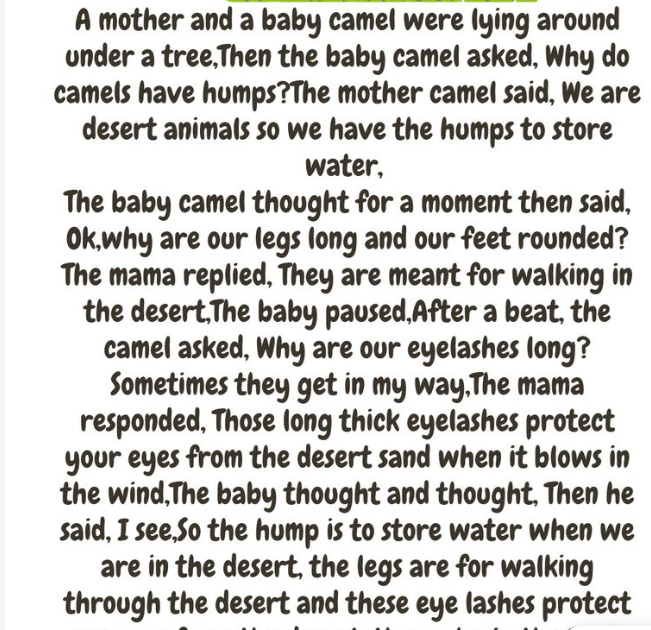 A mother and a baby camel were lying around
under a tree,Then the baby camel asked, Why do
camels have humps?The mother camel said, We are
desert animals so we have the humps to store
water,
The baby camel thought for a moment then said,
Ok,why are our legs long and our feet rounded?
The mama replied, They are meant for walking in
the desert,The baby paused,After a beat, the
camel asked, Why are our eyelashes long?
Sometimes they get in my way,The mama
responded, Those long thick eyelashes protect
your eyes from the desert sand when it blows in
the wind,The baby thought and thought, Then he
said, I see,So the hump is to store water when we
are in the desert, the legs are for walking
through the desert and these eye lashes protect